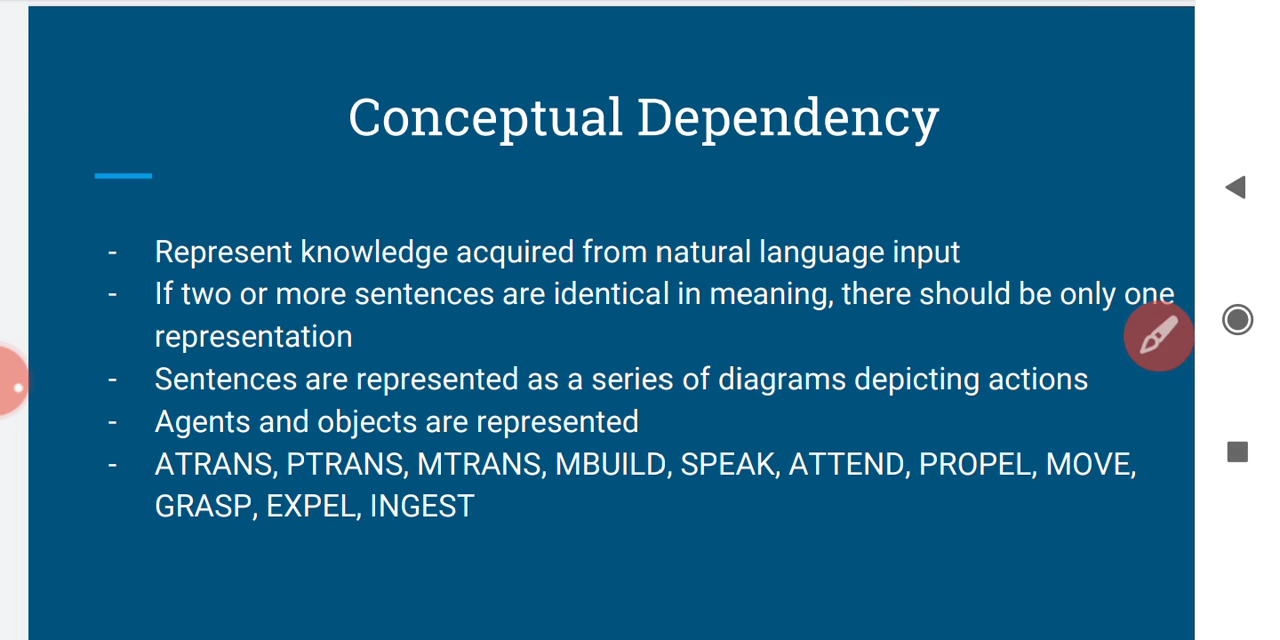 Conceptual Dependency
- Represent knowledge acquired from natural language input
- If two or more sentences are identical in meaning, there should be only one
representation
- Sentences are represented as a series of diagrams depicting actions
- Agents and objects are represented
- ATRANS, PTRANS, MTRANS, MBUILD, SPEAK, ATTEND, PROPEL, MOVE,
GRASP, EXPEL, INGEST